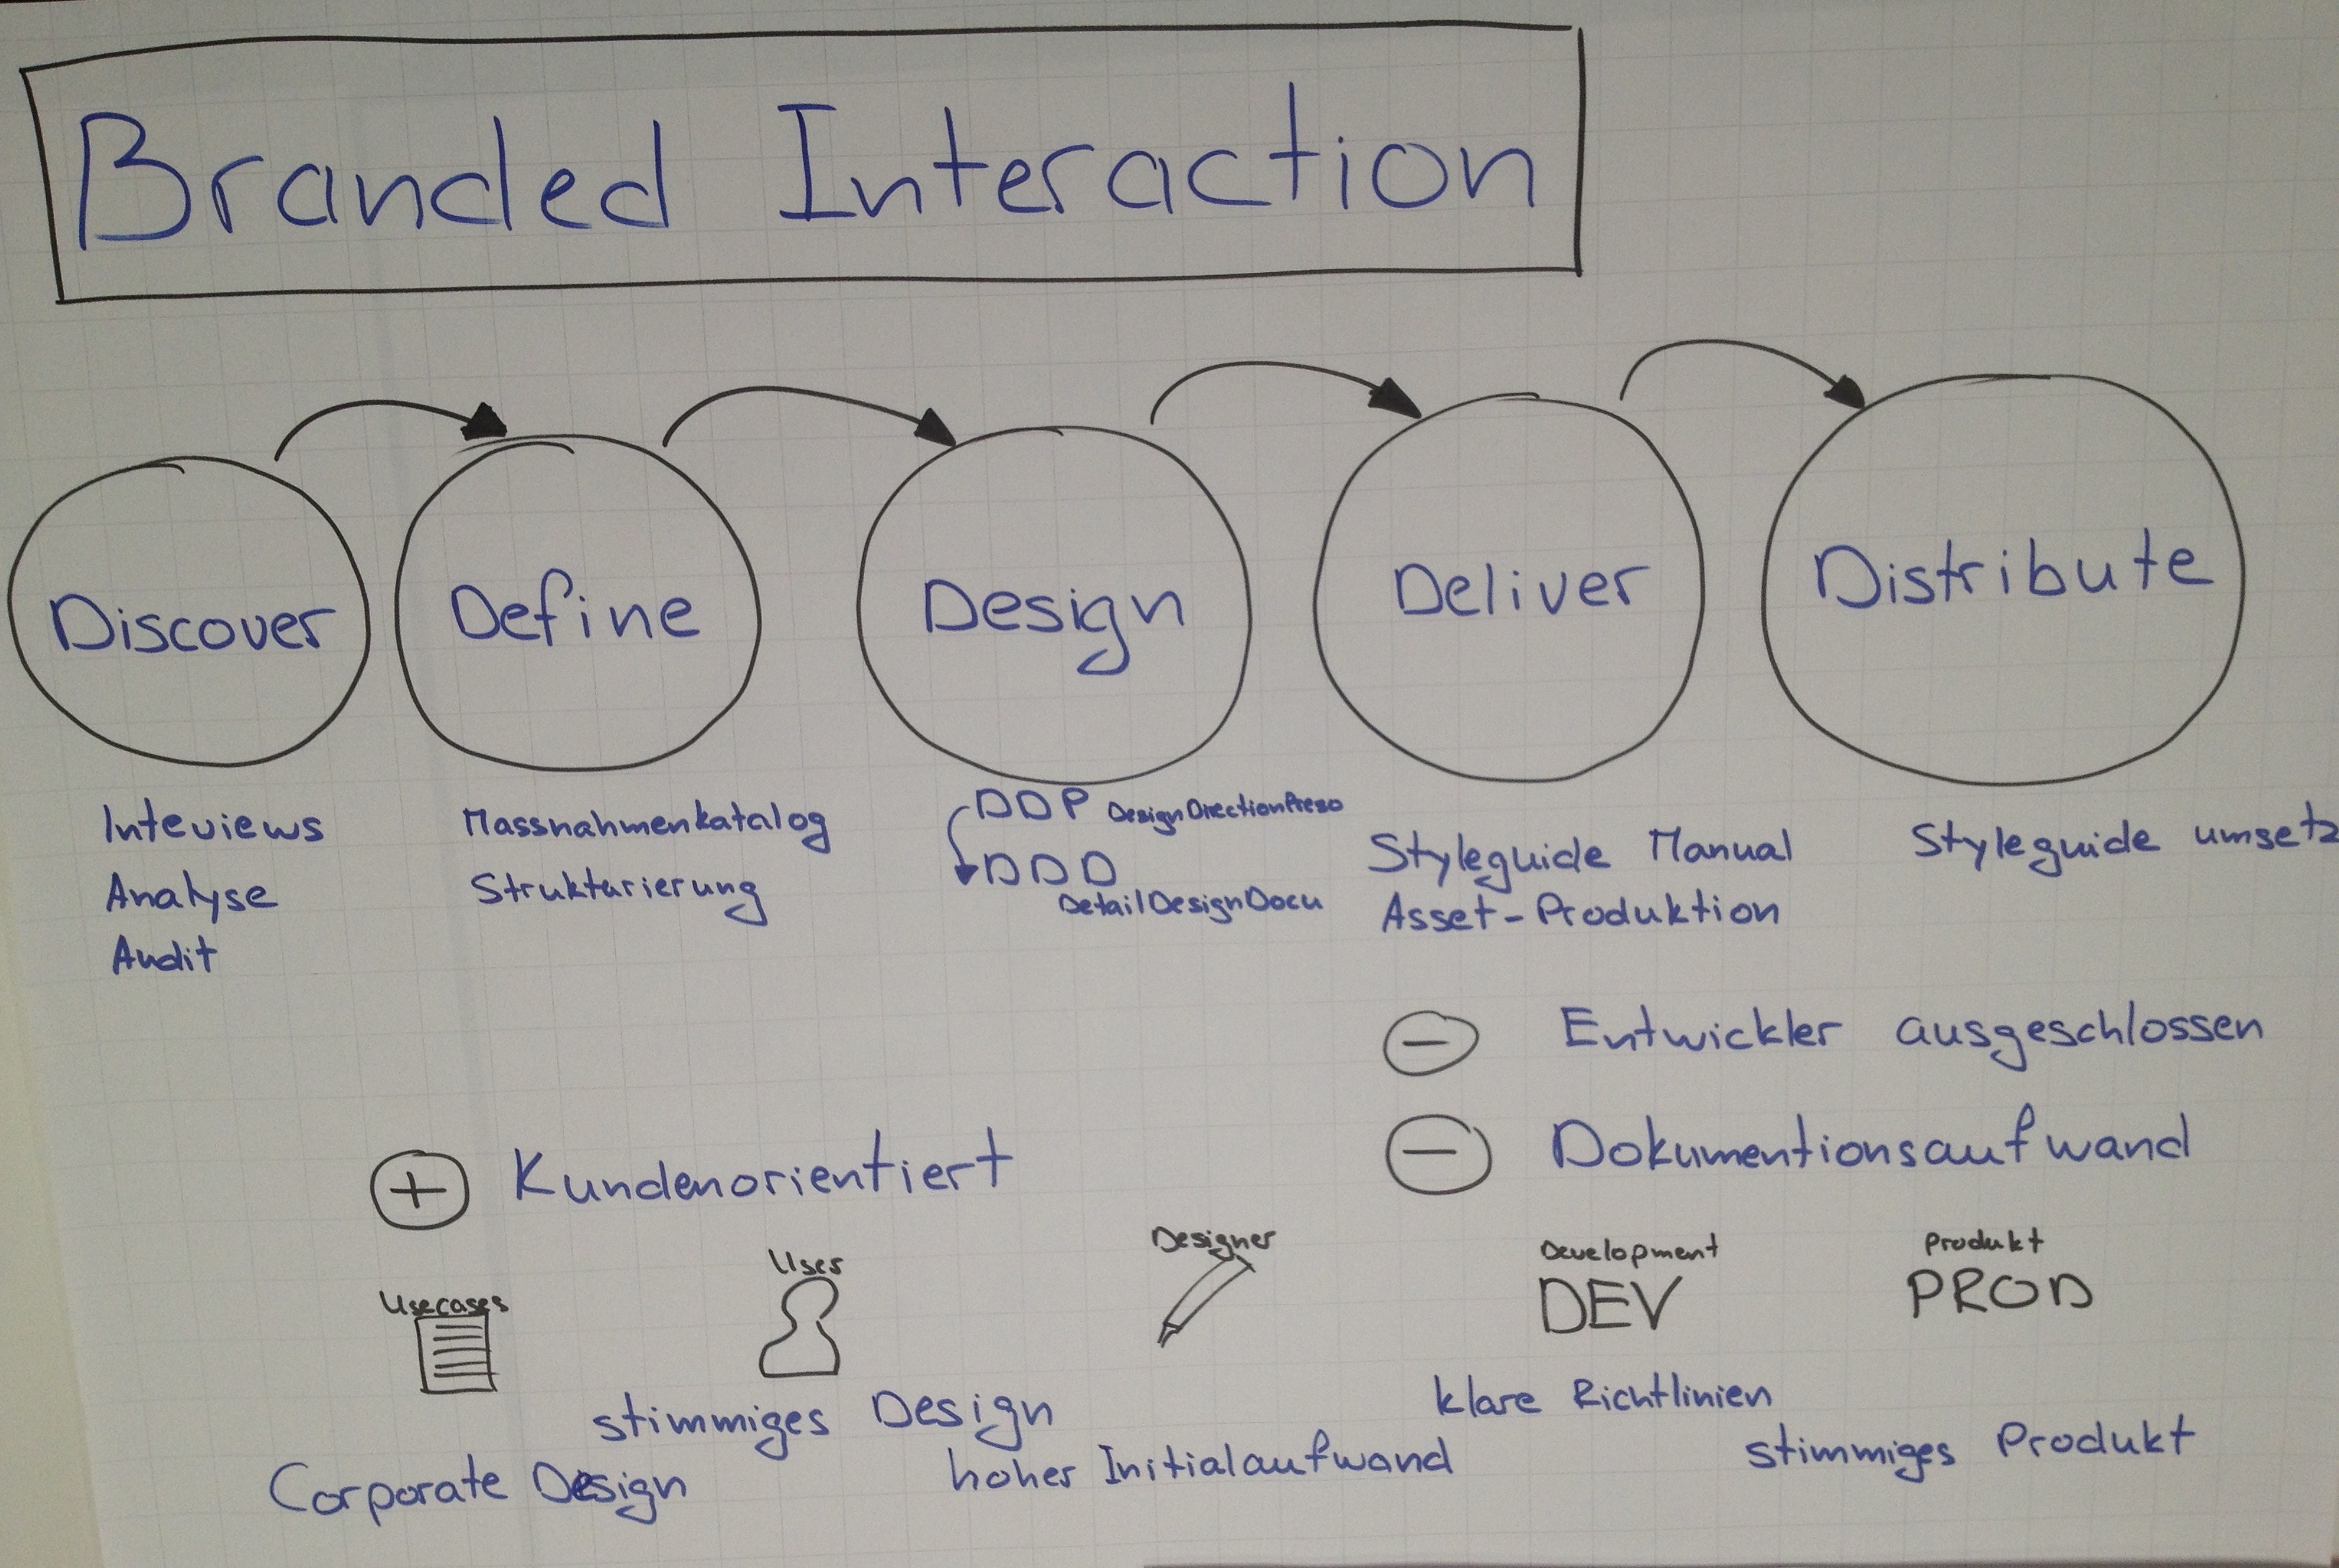 Branded Interaction
Discover
Define
Design
Deliver
Distribute
Inteviews
Analyse
Audit
Massnahmenkatalog
Strukturierung
DDP DesignDirectionPreso
DDD
DetailDesignDocu
Styleguide Manual
Asset-Produktion
Styleguide umsetz
Entwickler ausgeschlossen
Dokumentionsaufwand
+ Kundenorientiert
Usecases
User
Designer
Development
DEV
Produkt
PROD
Corporate Design
stimmiges Design
hoher Initialaufwand
klare Richtlinien
stimmiges Produkt